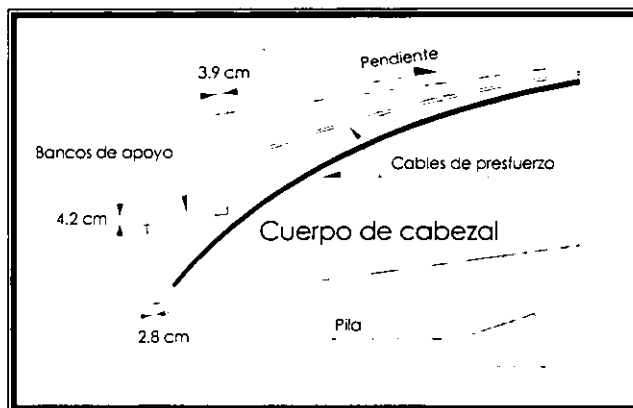 Pendiente
3.9 cm
Bancos de apoyo
Cables de presfuerzo
4.2 cm
Cuerpo de cabezal
2.8 cm
Pila